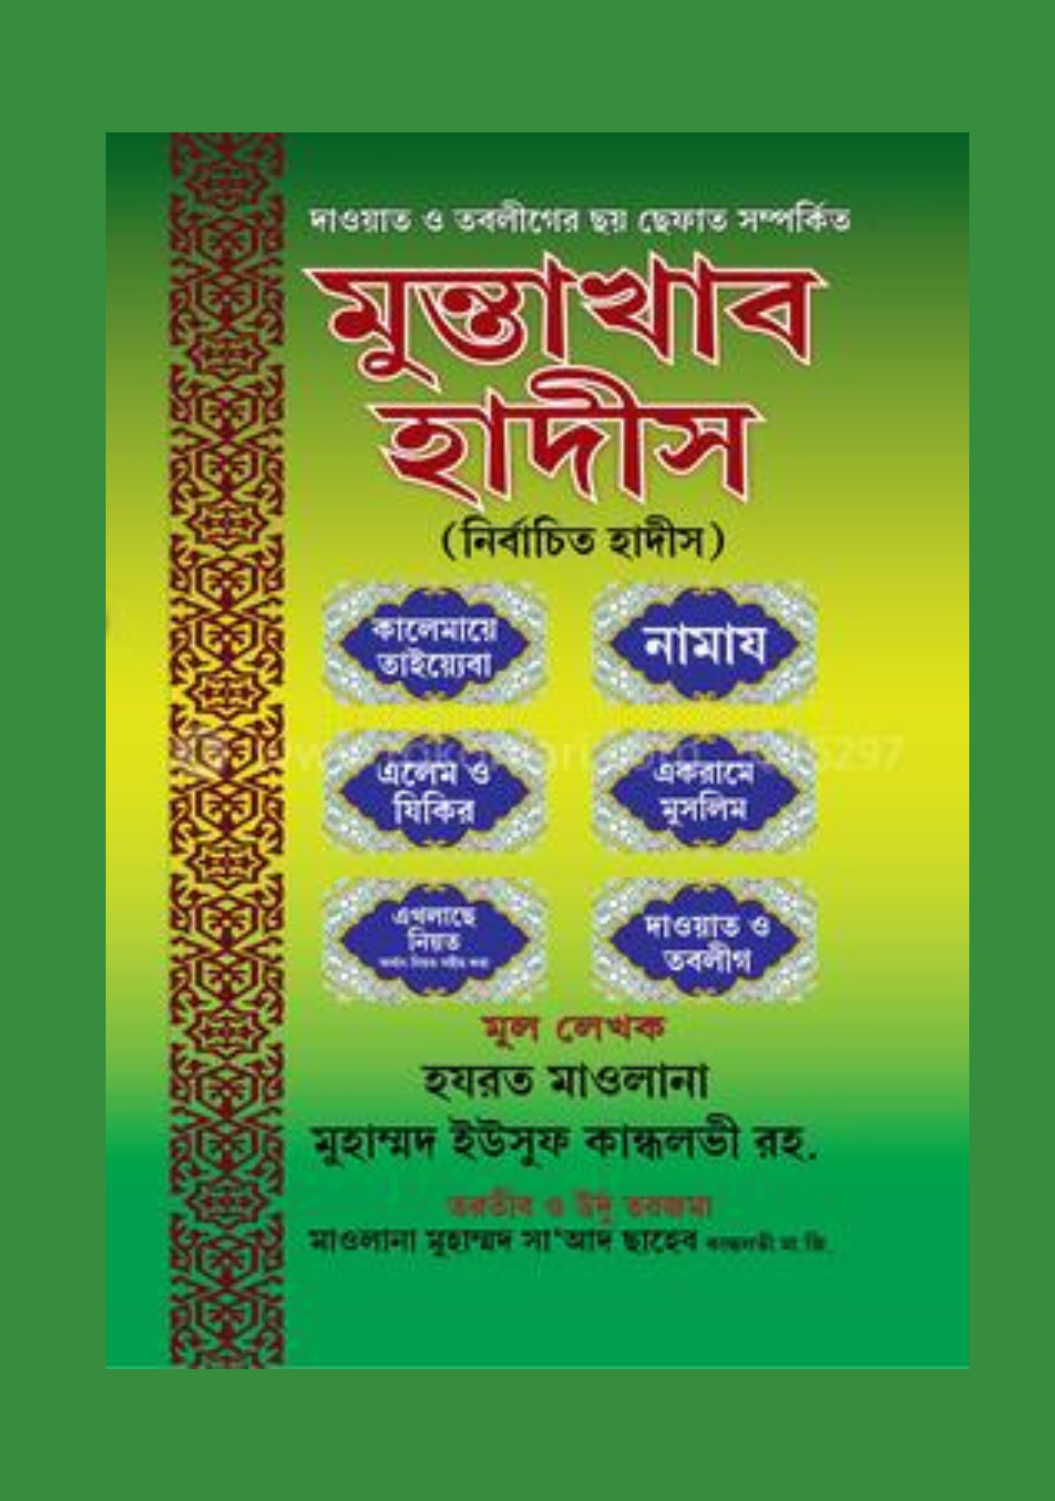 দাওয়াত ও তবলীগের ছয় ছেফাত সম্পর্কিত
মুন্তাখাব
হাদীস
(নির্বাচিত হাদীস)
কালেমায়ে
তাইয়্যেবা
নামায
এলেম ও
যিকির
একরামে
মুসলিম
এখলাছে
নিয়ত
দাওয়াত ও
তবলীগ
মূল লেখক
হযরত মাওলানা
মুহাম্মদ ইউসুফ কান্ধলভী রহ.
তরতীব ও উর্দু তরজমা
মাওলানা মুহাম্মদ সা'আদ ছাহেব কান্ধলভী